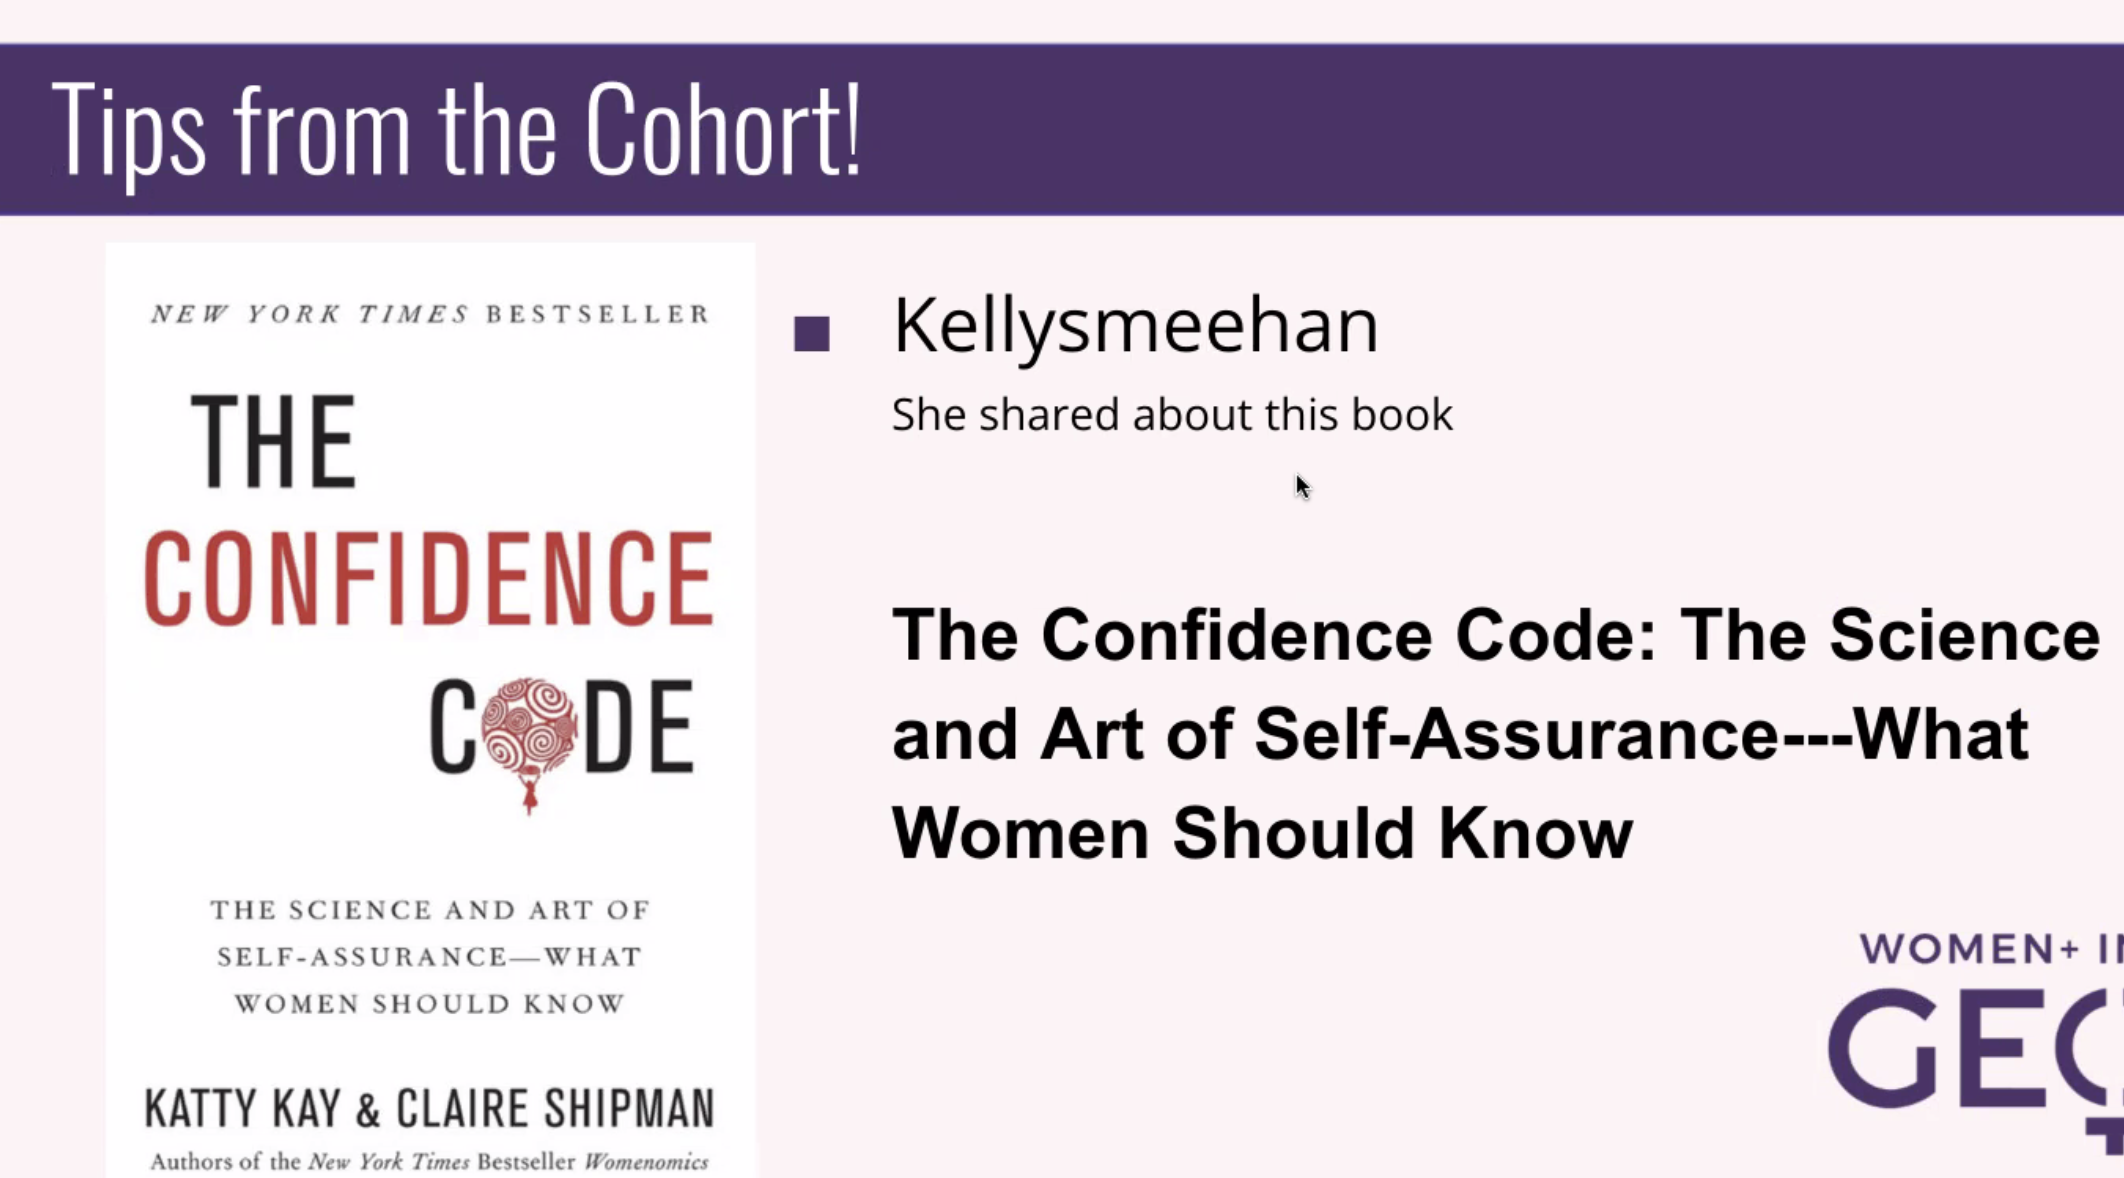 Tips from the Cohort!
NEW YORK TIMES BESTSELLER
THE
CONFIDENCE
CODE
THE SCIENCE AND ART OF
SELF-ASSURANCE—WHAT
WOMEN SHOULD KNOW
KATTY KAY & CLAIRE SHIPMAN
Authors of the New York Times Bestseller Womenomics
Kellysmeehan
She shared about this book
The Confidence Code: The Science
and Art of Self-Assurance---What
Women Should Know
WOMEN+